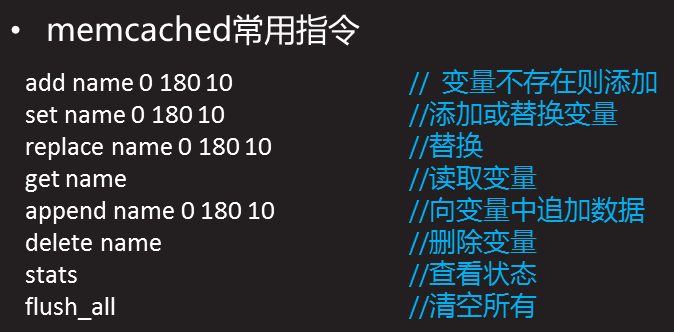 • memcached常用指令
add name 0 180 10 // 变量不存在则添加
set name 0 180 10 //添加或替换变量
replace name 0 180 10 //替换
get name //读取变量
append name 0 180 10 //向变量中追加数据
delete name //删除变量
stats //查看状态
flush_all //清空所有